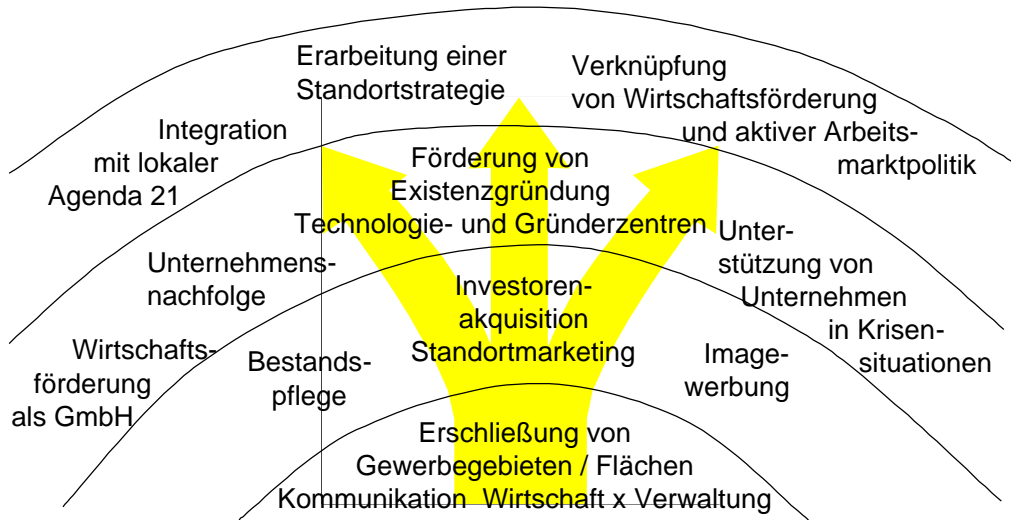 Erarbeitung einer
Standortstrategie
Verknüpfung
von Wirtschaftsförderung
und aktiver Arbeits-
marktpolitik
Integration
mit lokaler
Agenda 21
Förderung von
Existenzgründung
Technologie- und Gründerzentren
Unternehmens-
nachfolge
Unter-
stützung von
Unternehmen
in Krisen-
situationen
Wirtschafts-
förderung
als GmbH
Bestands-
pflege
Investoren-
akquisition
Standortmarketing
Image-
werbung
Erschließung von
Gewerbegebieten / Flächen
Kommunikation Wirtschaft x Verwaltung